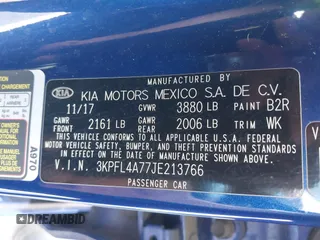 MANUFACTURED BY
KIA KIA MOTORS MEXICO S.A. DE C.V.
11/17 GVWR 3880 LB PAINT B2R
GAWR FRONT 2161 LB GAWR REAR 2006 LB TRIM WK
THIS VEHICLE CONFORMS TO ALL APPLICABLE U.S.
FEDERAL MOTOR VEHICLE SAFETY, BUMPER, AND THEFT PREVENTION STANDARDS
IN EFFECT ON THE DATE OF MANUFACTURE SHOWN ABOVE.
V.I.N. 3KPFL4A77JE213766
PASSENGER CAR
A970
DREAMBID